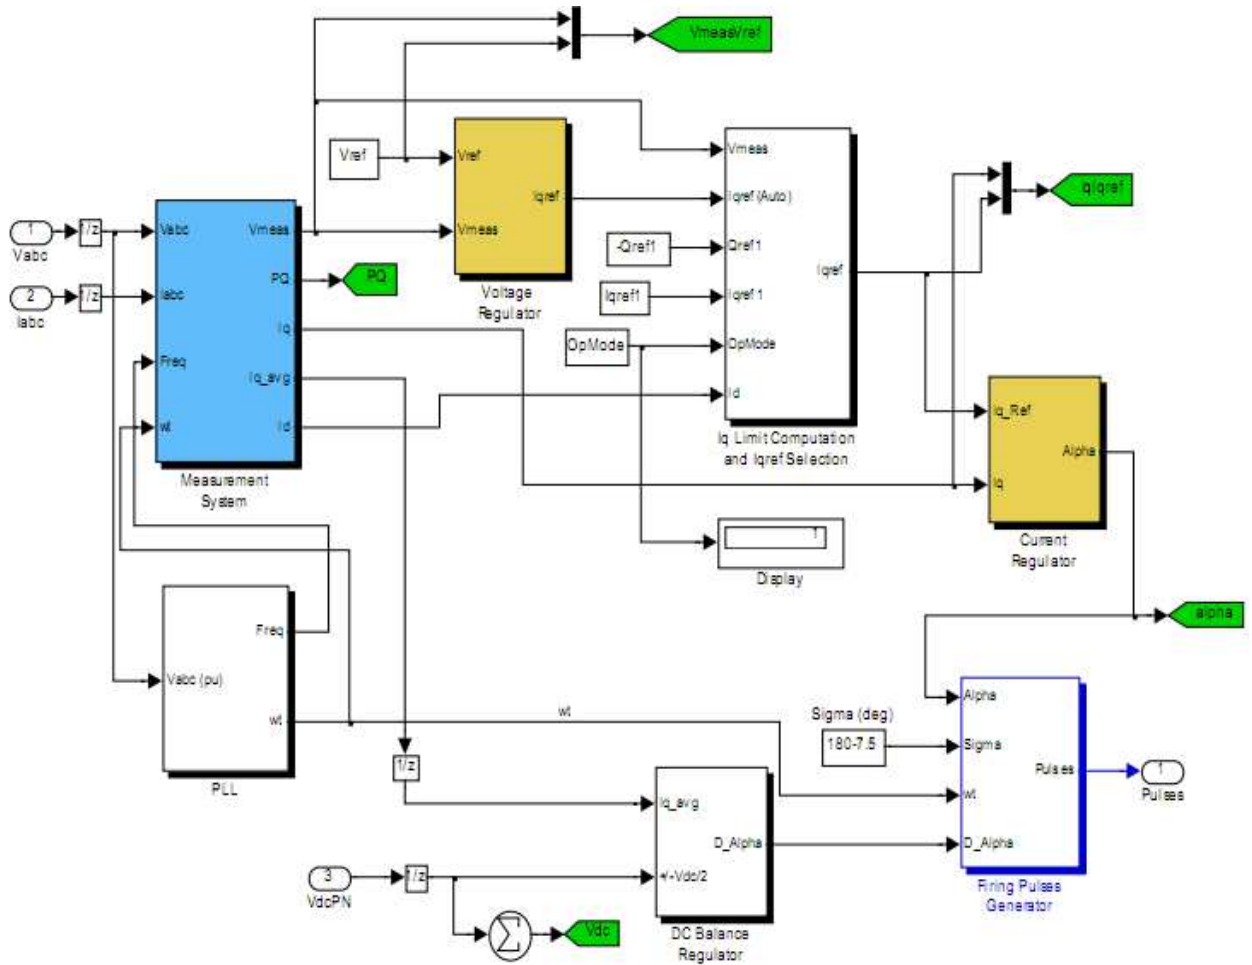 VmeasVref
Vref
Vref
Vmeas
Iqref
Voltage
Regulator
Vmeas
Iqref (Auto)
Qref1
Iqref 1
OpMode
Id
Iqref
Iq Limit Computation
and Iqref Selection
-Qref1
Iqref1
OpMode
qIqref
1
Vabc
1/z
2
Iabc
1/z
Vabc
Iabc
Freq
wt
Vmeas
PQ
Iq
Iq_avg
Id
Measurement
System
PQ
Iq_Ref
Iq
Alpha
Current
Regulator
1
Display
alpha
Vabc (pu)
Freq
wt
PLL
wt
1/z
Sigma (deg)
180-7.5
Alpha
Sigma
wt
D_Alpha
Pulses
Firing Pulses
Generator
1
Pulses
Iq_avg
+/-Vdc/2
D_Alpha
DC Balance
Regulator
3
VdcPN
1/z
Σ
Vdc